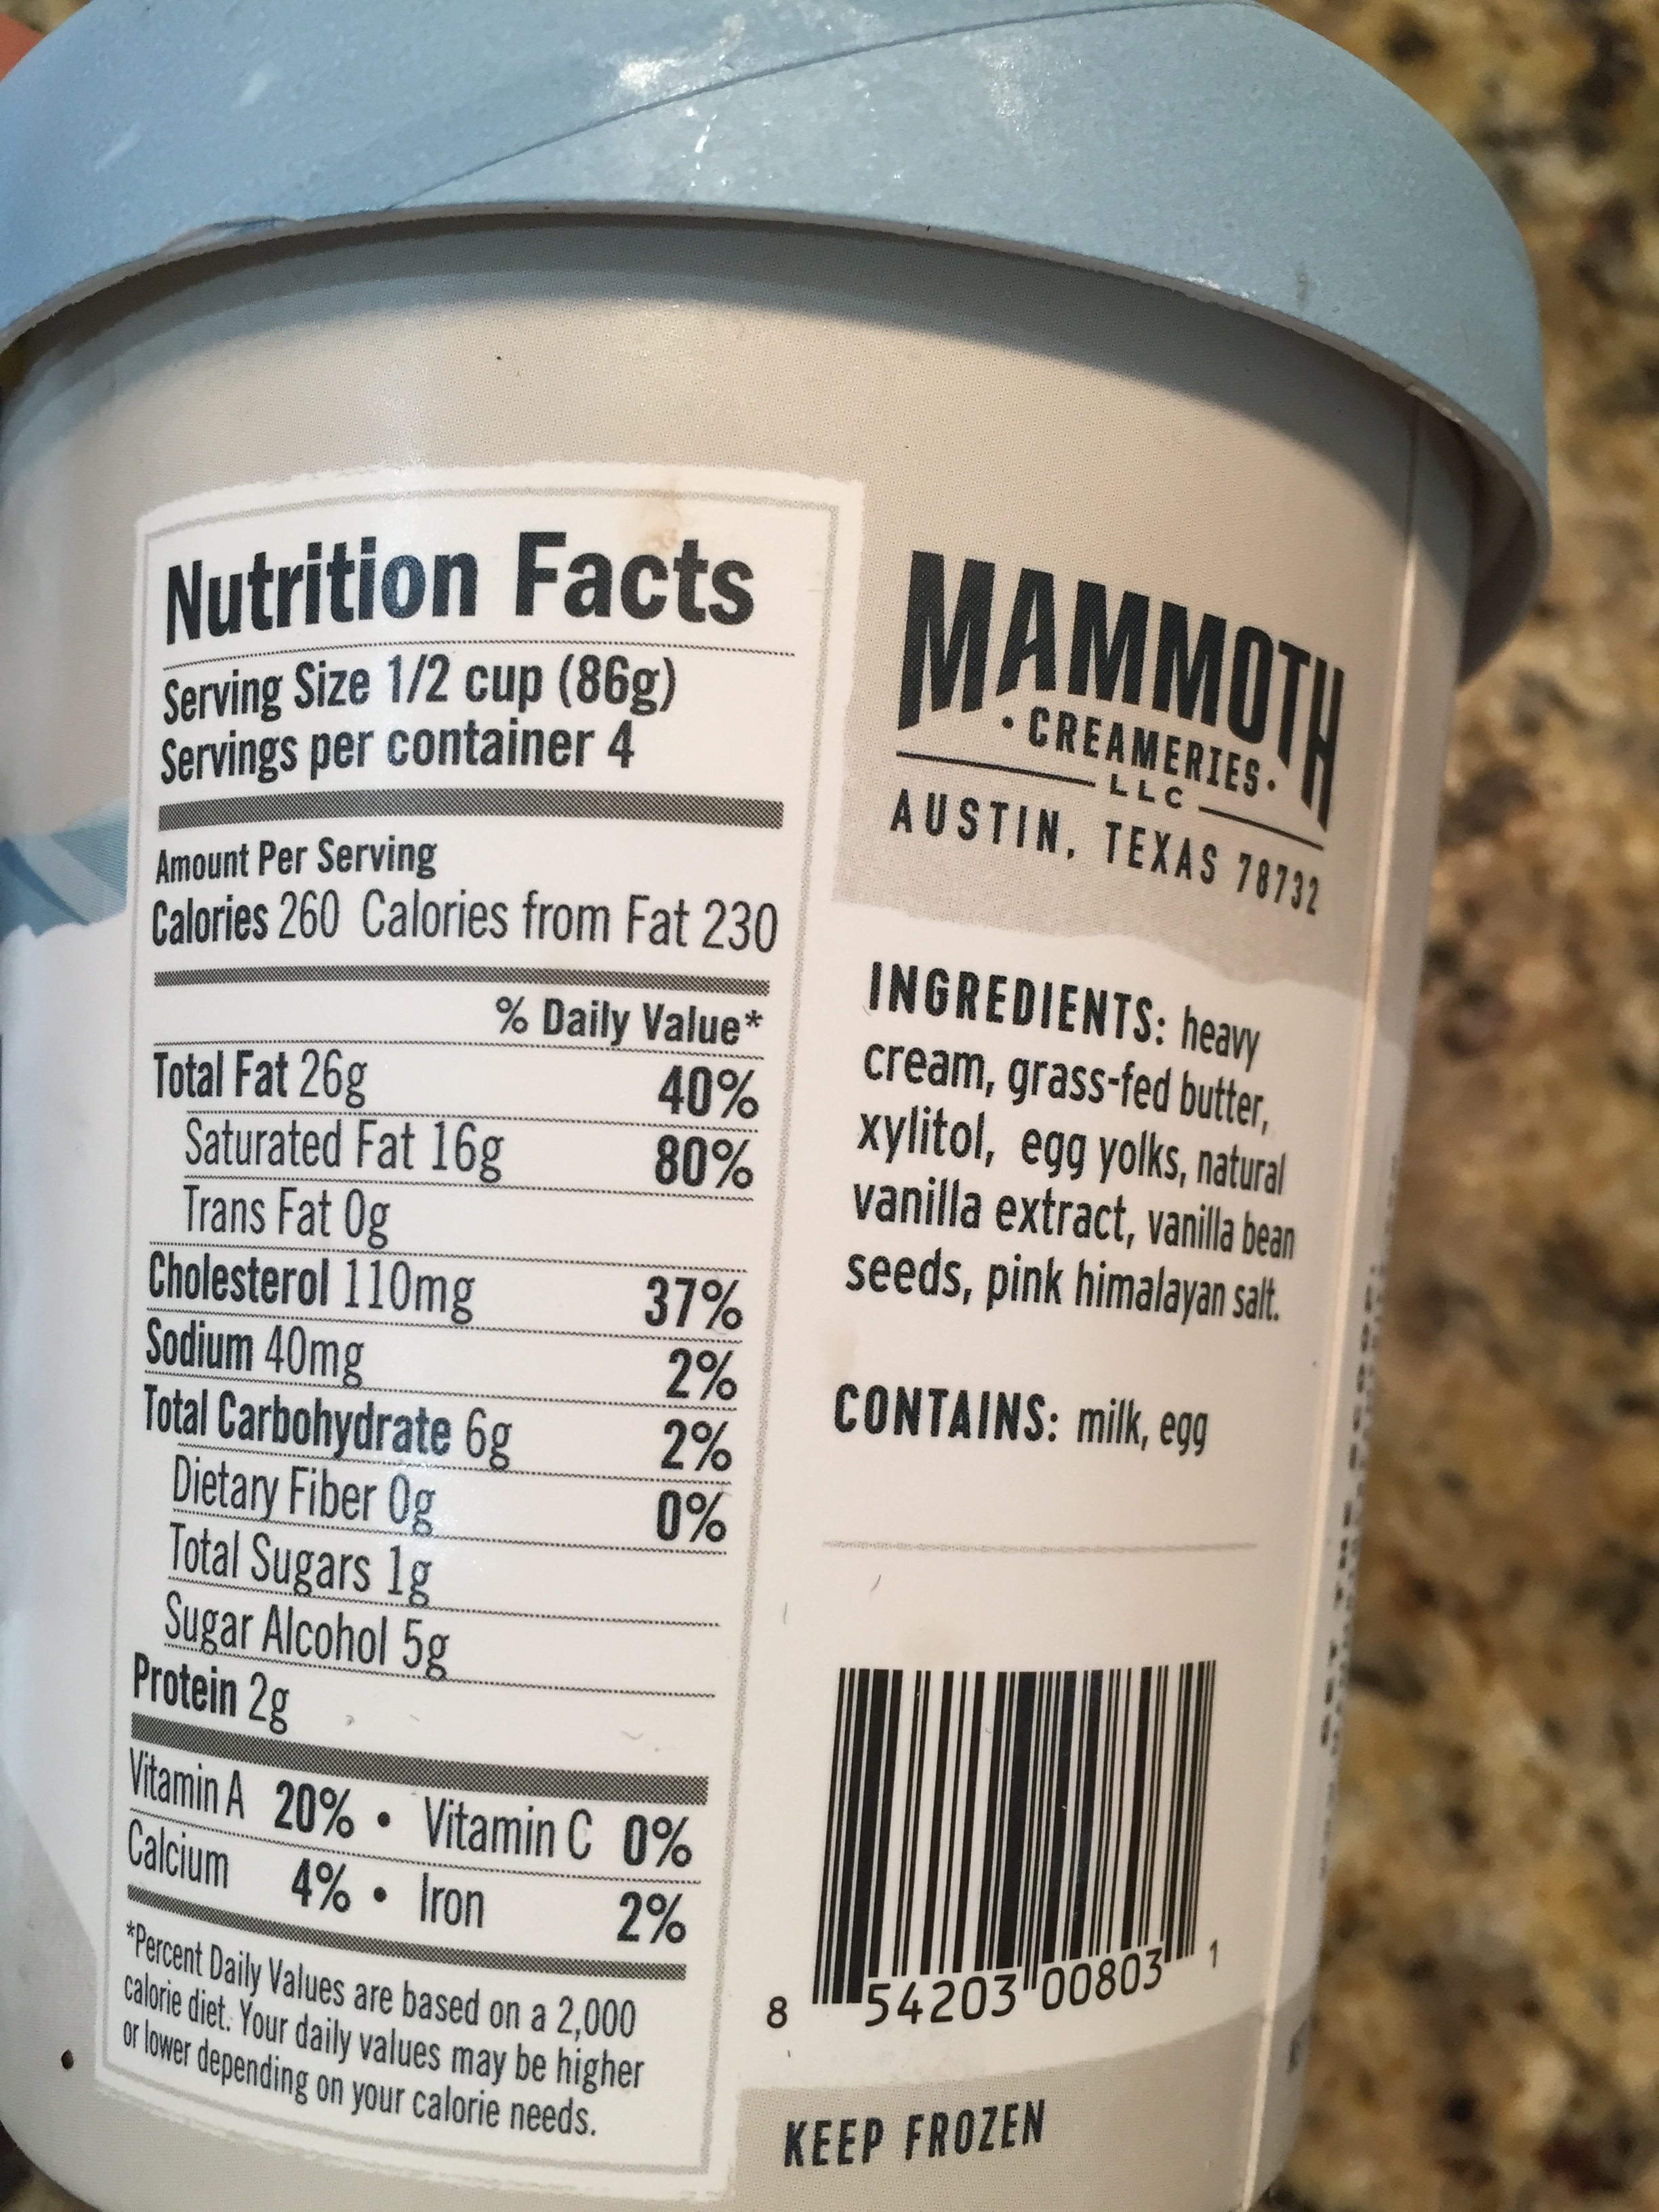 Nutrition Facts
Serving Size 1/2 cup (86g)
Servings per container 4
Amount Per Serving
Calories 260 Calories from Fat 230
% Daily Value*
Total Fat 26g 40%
Saturated Fat 16g 80%
Trans Fat 0g
Cholesterol 110mg 37%
Sodium 40mg 2%
Total Carbohydrate 6g 2%
Dietary Fiber 0g 0%
Total Sugars 1g
Sugar Alcohol 5g
Protein 2g
Vitamin A 20% • Vitamin C 0%
Calcium 4% • Iron 2%
*Percent Daily Values are based on a 2,000
calorie diet. Your daily values may be higher
or lower depending on your calorie needs.
MAMMOTH
• CREAMERIES •
LLC
AUSTIN, TEXAS 78732
INGREDIENTS: heavy
cream, grass-fed butter,
xylitol, egg yolks, natural
vanilla extract, vanilla bean
seeds, pink himalayan salt.
CONTAINS: milk, egg
8 54203 00803 1
KEEP FROZEN